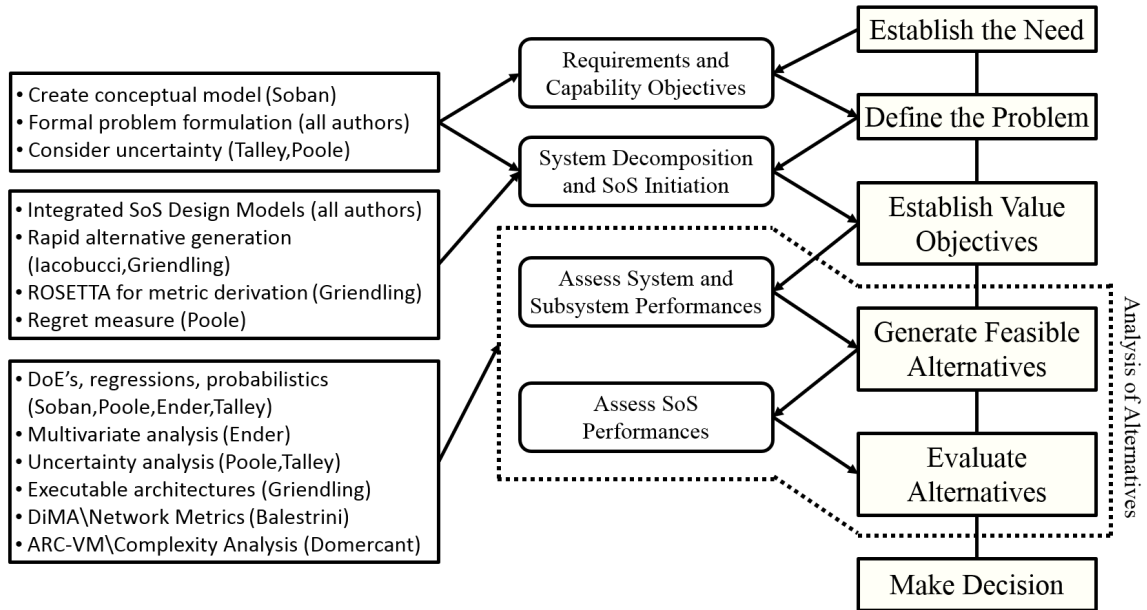 • Create conceptual model (Soban)
• Formal problem formulation (all authors)
• Consider uncertainty (Talley,Poole)
• Integrated SoS Design Models (all authors)
• Rapid alternative generation
(Iacobucci,Griendling)
• ROSETTA for metric derivation (Griendling)
• Regret measure (Poole)
• DoE's, regressions, probabilistics
(Soban,Poole,Ender,Talley)
• Multivariate analysis (Ender)
• Uncertainty analysis (Poole,Talley)
• Executable architectures (Griendling)
• DiMA\Network Metrics (Balestrini)
• ARC-VM\Complexity Analysis (Domercant)
Requirements and
Capability Objectives
System Decomposition
and SoS Initiation
Assess System and
Subsystem Performances
Assess SoS
Performances
Establish the Need
Define the Problem
Establish Value
Objectives
Generate Feasible
Alternatives
Evaluate
Alternatives
Make Decision
Analysis of Alternatives